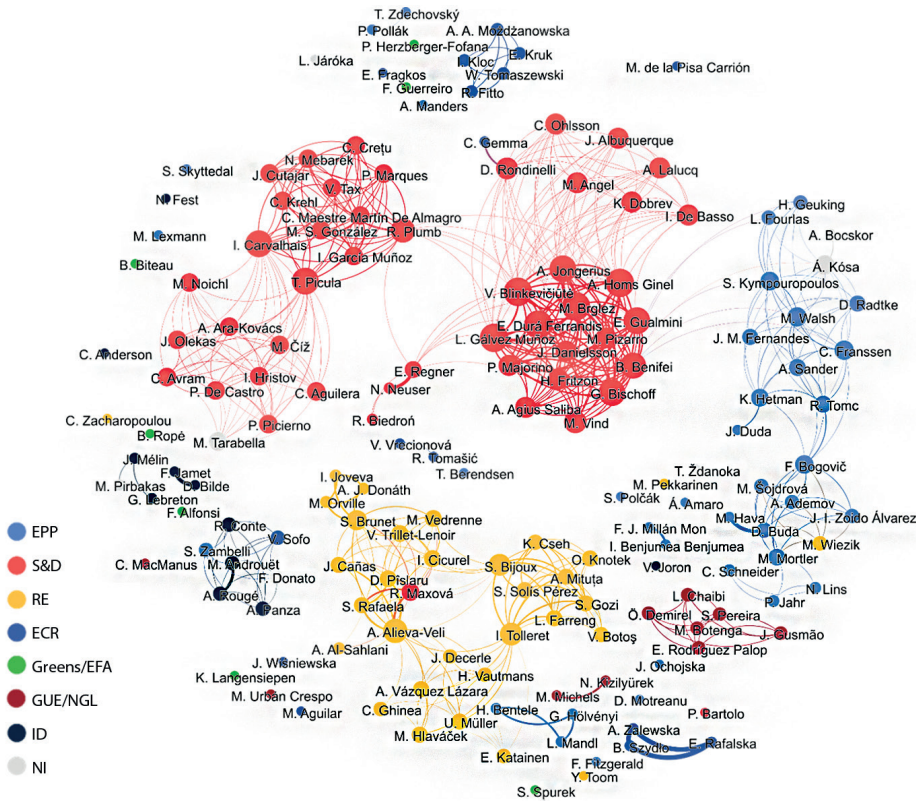 T. Zdechovský
P. Pollák
A. A. Możdżanowska
P. Herzberger-Fofana
E. Kruk
L. Járóka
I. Kloc
M. de la Pisa Carrión
E. Fragkos
W. Tomaszewski
F. Guerreiro
R. Fitto
A. Manders
C. Ohlsson
J. Albuquerque
C. Gemma
C. Crețu
N. Mebarek
D. Rondinelli
A. Lalucq
S. Skyttedal
J. Cutajar
P. Marques
M. Angel
V. Tax
N. Fest
C. Krehl
K. Dobrev
H. Geuking
C. Maestre Martín De Almagro
I. De Basso
L. Fourlas
M. Lexmann
M. S. González
R. Plumb
A. Bocskor
I. Carvalhais
I. García Muñoz
B. Biteau
Á. Kósa
A. Jongerius
M. Noichl
T. Picula
A. Homs Ginel
S. Kympouropoulos
V. Blinkevičiūtė
M. Brglez
D. Radtke
A. Ara-Kovács
E. Durá Ferrandis
E. Gualmini
M. Walsh
J. Olekas
L. Gálvez Muñoz
M. Pizarro
J. M. Fernandes
M. Číž
J. Danielsson
C. Franssen
C. Anderson
P. Majorino
B. Benifei
A. Sander
E. Regner
C. Avram
I. Hristov
H. Fritzon
N. Neuser
P. De Castro
C. Aguilera
G. Bischoff
K. Hetman
R. Tomc
A. Agius Saliba
C. Zacharopoulou
R. Biedroń
M. Vind
P. Picierno
J. Duda
B. Ropé
M. Tarabella
V. Vrecionová
J. Mélin
R. Tomašić
F. Bogovič
F. Jamet
T. Berendsen
T. Ždanoka
I. Joveva
M. Pirbakas
D. Bilde
A. J. Donáth
M. Pekkarinen
M. Šojdrová
G. Lebreton
M. Orville
S. Polčák
Á. Amaro
A. Ademov
F. Alfonsi
S. Brunet
M. Vedrenne
M. Hava
J. I. Zoido Álvarez
R. Conte
V. Trillet-Lenoir
F. J. Millán Mon
D. Buda
EPP
V. Sofo
K. Cseh
I. Benjumea Benjumea
M. Wiezik
S. Zambelli
I. Cicurel
O. Knotek
M. Mortler
S&D
C. MacManus
M. Androuët
J. Cañas
S. Bijoux
V. Joron
C. Schneider
F. Donato
D. Pîslaru
A. Mituța
N. Lins
RE
A. Rougé
R. Maxová
S. Solís Pérez
L. Chaibi
P. Jahr
A. Panza
S. Rafaela
S. Gozi
Ö. Demirel
S. Pereira
ECR
L. Farreng
M. Botenga
A. Alieva-Veli
I. Tolleret
V. Botoş
J. Gusmão
A. Al-Sahlani
E. Rodríguez Palop
Greens/EFA
J. Wiśniewska
J. Decerle
J. Ochojska
K. Langensiepen
H. Vautmans
N. Kizilyürek
GUE/NGL
M. Urbán Crespo
A. Vázquez Lázara
M. Michels
D. Motreanu
M. Aguilar
C. Ghinea
H. Bentele
G. Hölvényi
P. Bartolo
ID
U. Müller
A. Zalewska
M. Hlaváček
L. Mandl
B. Szydło
E. Rafalska
NI
E. Katainen
F. Fitzgerald
Y. Toom
S. Spurek